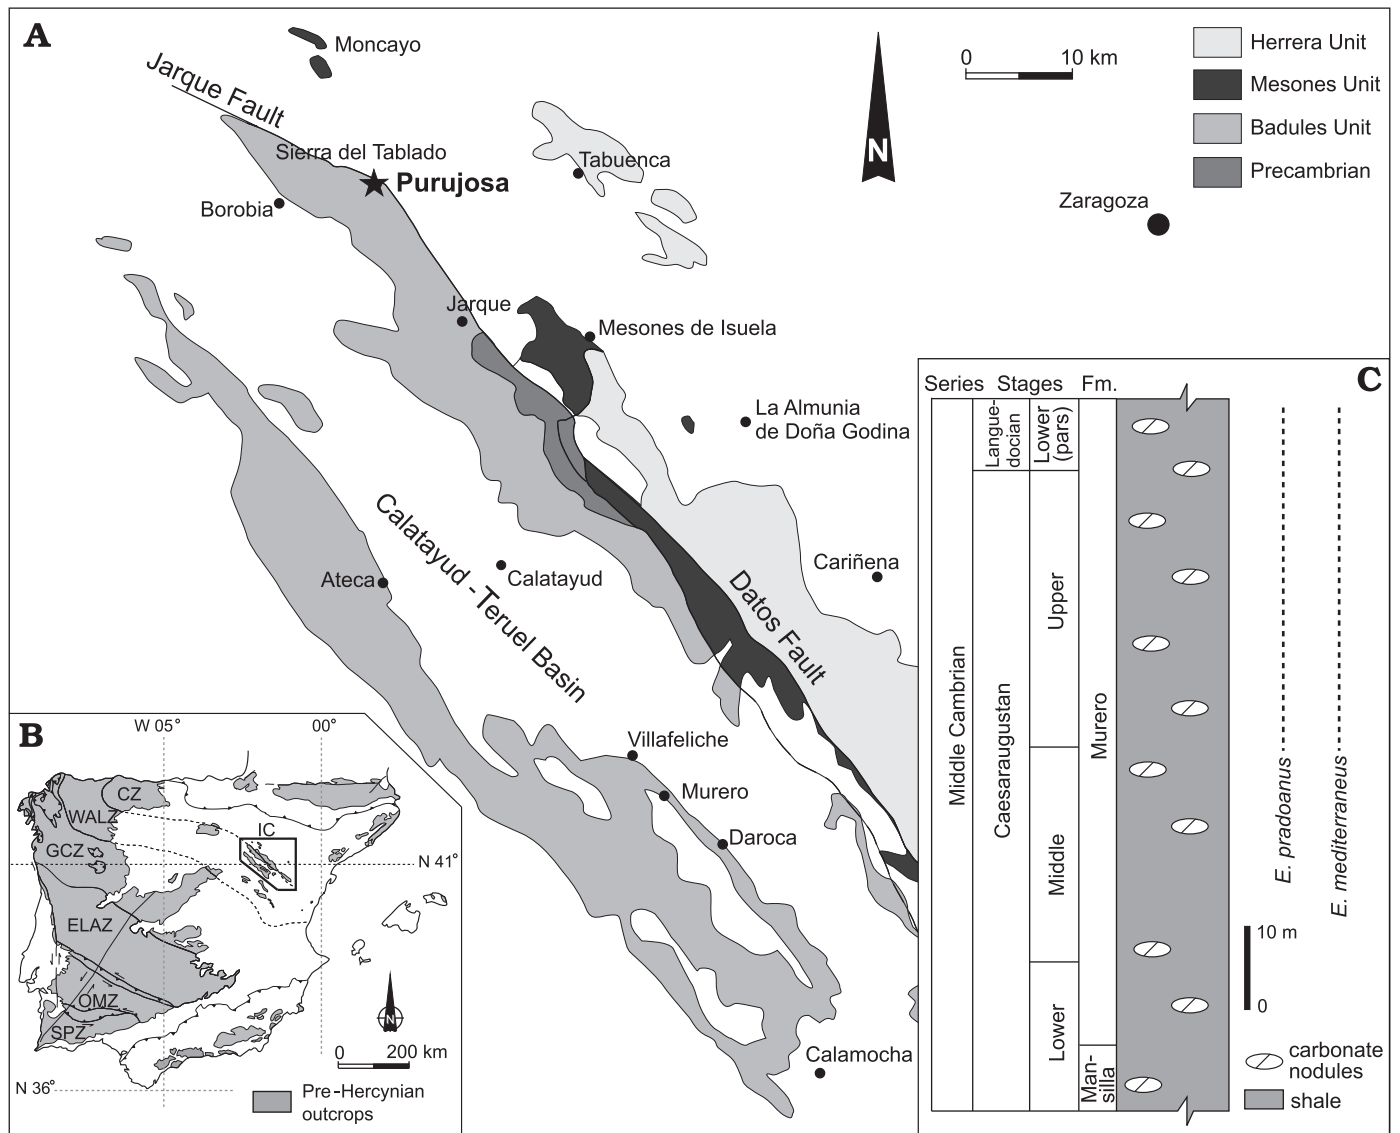 A
Moncayo
Jarque Fault
Sierra del Tablado
Purujosa
Borobia
Tabuenca
0 10 km
N
Herrera Unit
Mesones Unit
Badules Unit
Precambrian
Zaragoza
Jarque
Mesones de Isuela
La Almunia
de Doña Godina
Calatayud - Teruel Basin
Calatayud
Ateca
Cariñena
Datos Fault
Villafeliche
Murero
Daroca
Calamocha
B
W 05°
00°
CZ
WALZ
GCZ
IC
N 41°
ELAZ
OMZ
SPZ
N
0 200 km
N 36°
Pre-Hercynian
outcrops
C
Series Stages Fm.
Middle Cambrian
Langue-
docian
Caesaraugustan
Lower
(pars)
Upper
Middle
Lower
Murero
Man-
silla
E. pradoanus
E. mediterraneus
10 m
0
carbonate
nodules
shale